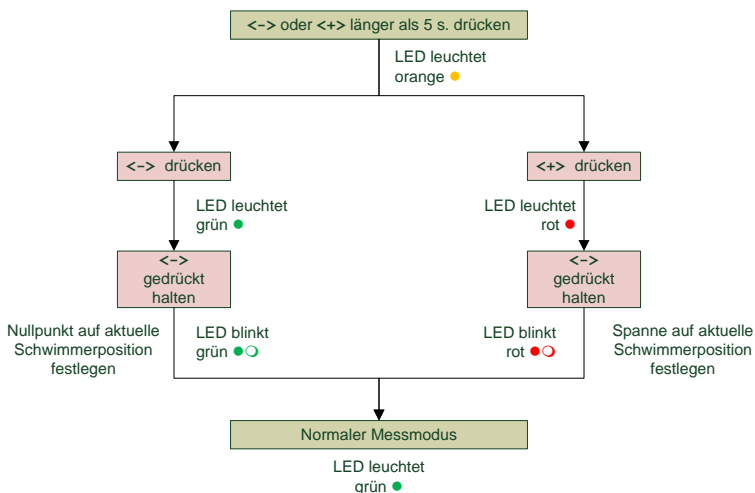 <-> oder <+> länger als 5 s. drücken
LED leuchtet
orange
<-> drücken
<+> drücken
LED leuchtet
grün
LED leuchtet
rot
<->
gedrückt
halten
<->
gedrückt
halten
Nullpunkt auf aktuelle
Schwimmerposition
festlegen
LED blinkt
grün
LED blinkt
rot
Spanne auf aktuelle
Schwimmerposition
festlegen
Normaler Messmodus
LED leuchtet
grün